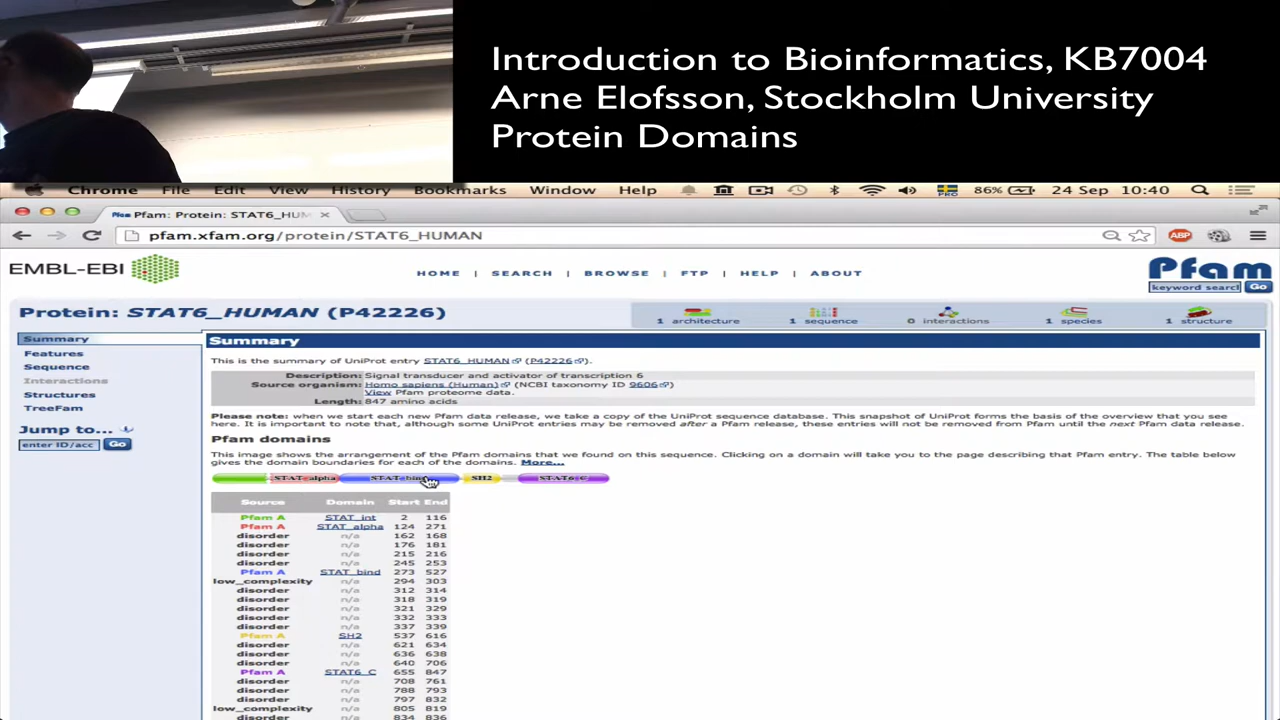 Introduction to Bioinformatics, KB7004
Arne Elofsson, Stockholm University
Protein Domains
Chrome File Edit View History Bookmarks Window Help 86% 24 Sep 10:40
Pfam: Protein: STAT6_HUM
pfam.xfam.org/protein/STAT6_HUMAN
ABP
EMBL-EBI
HOME | SEARCH | BROWSE | FTP | HELP | ABOUT
Pfam
keyword search Go
Protein: STAT6_HUMAN (P42226)
1 architecture 1 sequence 0 interactions 1 species 1 structure
Summary
Features
Sequence
Interactions
Structures
TreeFam
Jump to...
enter ID/acc Go
Summary
This is the summary of UniProt entry STAT6_HUMAN (P42226).
Description: Signal transducer and activator of transcription 6
Source organism: Homo sapiens (Human) (NCBI taxonomy ID 9606)
View Pfam proteome data.
Length: 847 amino acids
Please note: when we start each new Pfam data release, we take a copy of the UniProt sequence database. This snapshot of UniProt forms the basis of the overview that you see
here. It is important to note that, although some UniProt entries may be removed after a Pfam release, these entries will not be removed from Pfam until the next Pfam data release.
Pfam domains
This image shows the arrangement of the Pfam domains that we found on this sequence. Clicking on a domain will take you to the page describing that Pfam entry. The table below
gives the domain boundaries for each of the domains. More...
STAT_alpha STAT_bin SH2 STAT6_C
Source Domain Start End
Pfam A STAT_int 2 116
Pfam A STAT_alpha 124 271
disorder n/a 162 168
disorder n/a 176 181
disorder n/a 215 216
disorder n/a 245 253
Pfam A STAT_bind 273 527
low_complexity n/a 294 303
disorder n/a 312 314
disorder n/a 318 319
disorder n/a 321 329
disorder n/a 332 333
disorder n/a 337 339
Pfam A SH2 537 616
disorder n/a 621 634
disorder n/a 636 638
disorder n/a 640 706
Pfam A STAT6_C 655 847
disorder n/a 708 761
disorder n/a 788 793
disorder n/a 797 832
low_complexity n/a 805 819
disorder n/a 834 836